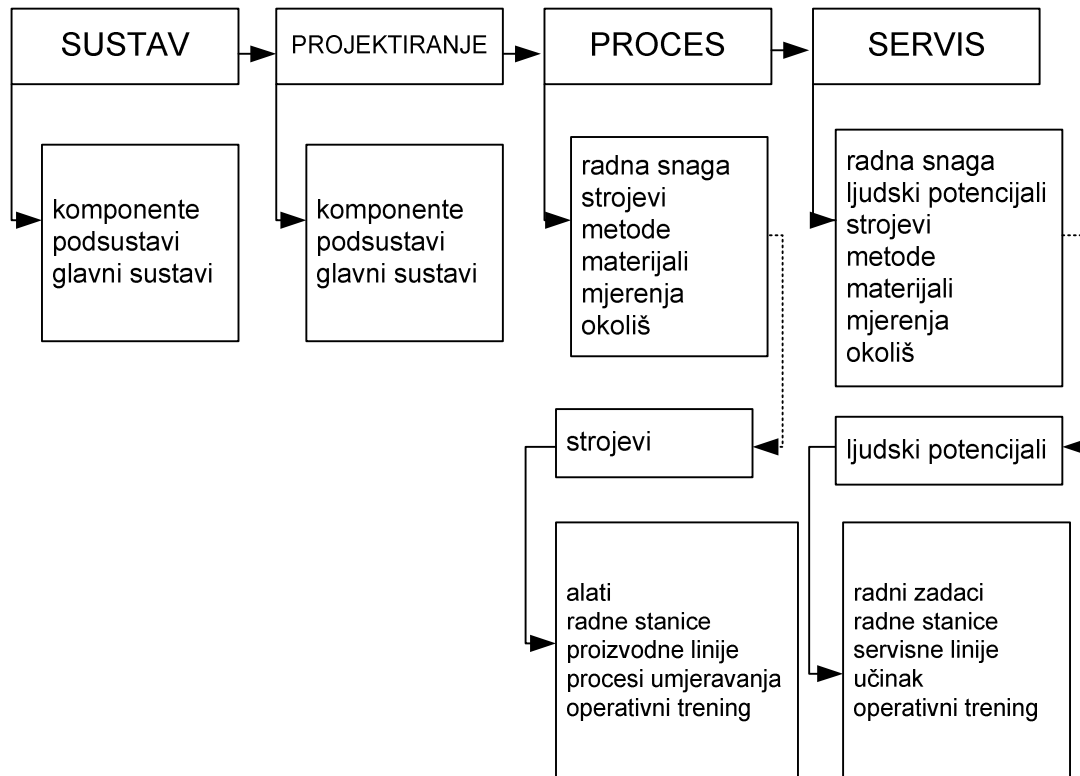 SUSTAV
PROJEKTIRANJE
PROCES
SERVIS
komponente
podsustavi
glavni sustavi
komponente
podsustavi
glavni sustavi
radna snaga
strojevi
metode
materijali
mjerenja
okoliš
radna snaga
ljudski potencijali
strojevi
metode
materijali
mjerenja
okoliš
strojevi
ljudski potencijali
alati
radne stanice
proizvodne linije
procesi umjeravanja
operativni trening
radni zadaci
radne stanice
servisne linije
učinak
operativni trening